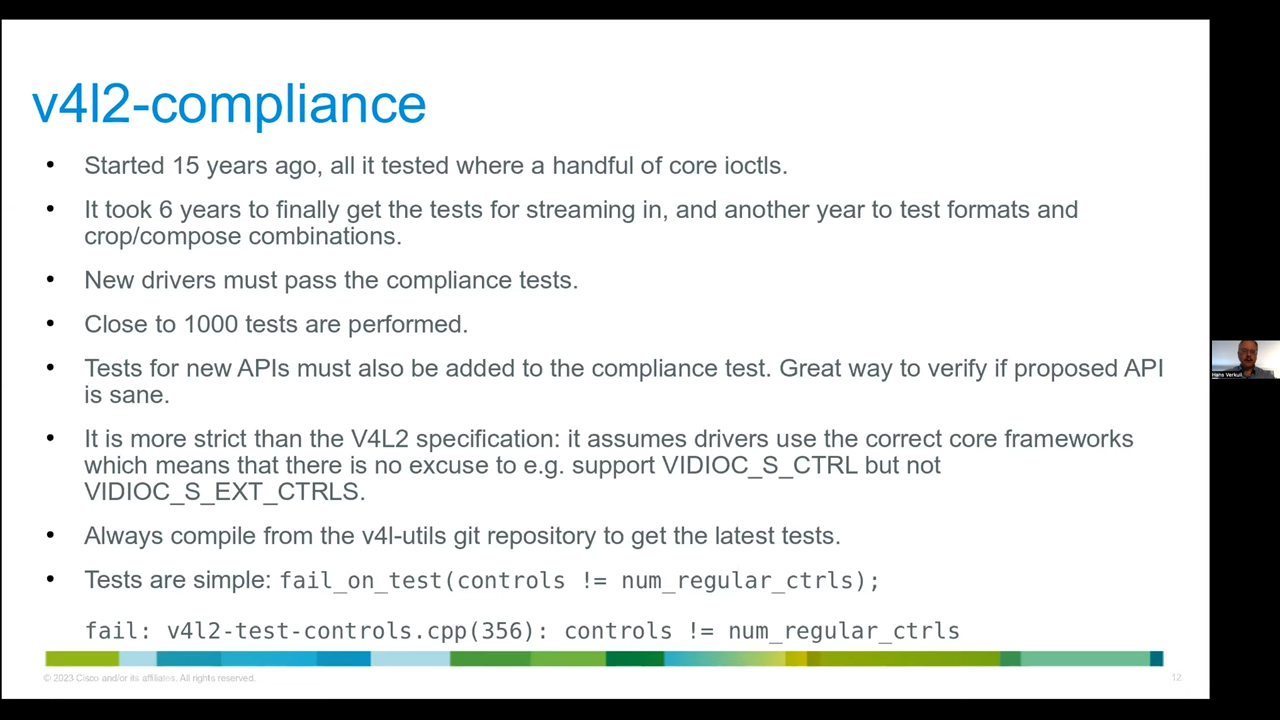 v4l2-compliance
• Started 15 years ago, all it tested where a handful of core ioctls.
• It took 6 years to finally get the tests for streaming in, and another year to test formats and
crop/compose combinations.
• New drivers must pass the compliance tests.
• Close to 1000 tests are performed.
• Tests for new APIs must also be added to the compliance test. Great way to verify if proposed API
is sane.
• It is more strict than the V4L2 specification: it assumes drivers use the correct core frameworks
which means that there is no excuse to e.g. support VIDIOC_S_CTRL but not
VIDIOC_S_EXT_CTRLS.
• Always compile from the v4l-utils git repository to get the latest tests.
• Tests are simple: fail_on_test(controls != num_regular_ctrls);
fail: v4l2-test-controls.cpp(356): controls != num_regular_ctrls
© 2023 Cisco and/or its affiliates. All rights reserved.
12
Hans Verkuil